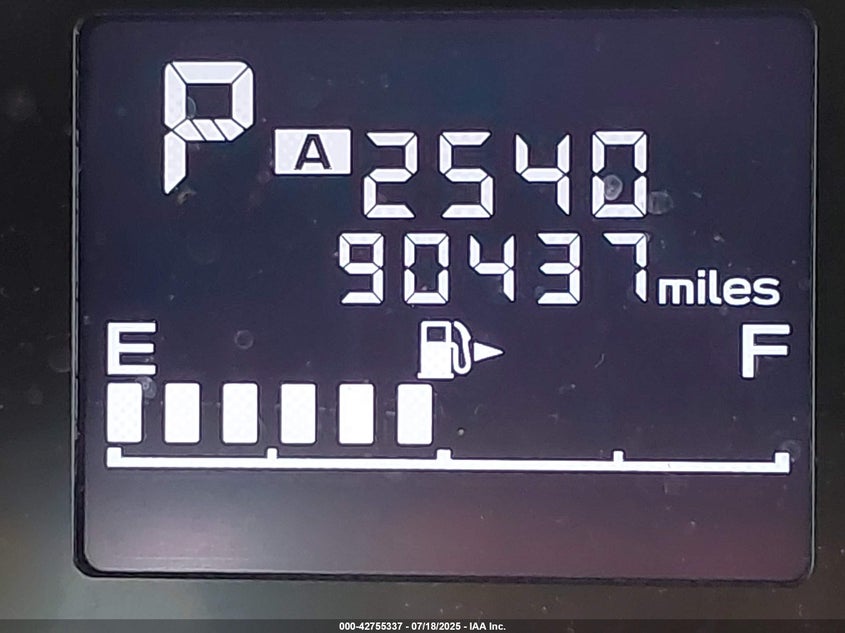 P A 2540
90437 miles
E F
000-42755337 - 07/18/2025 - IAA Inc.